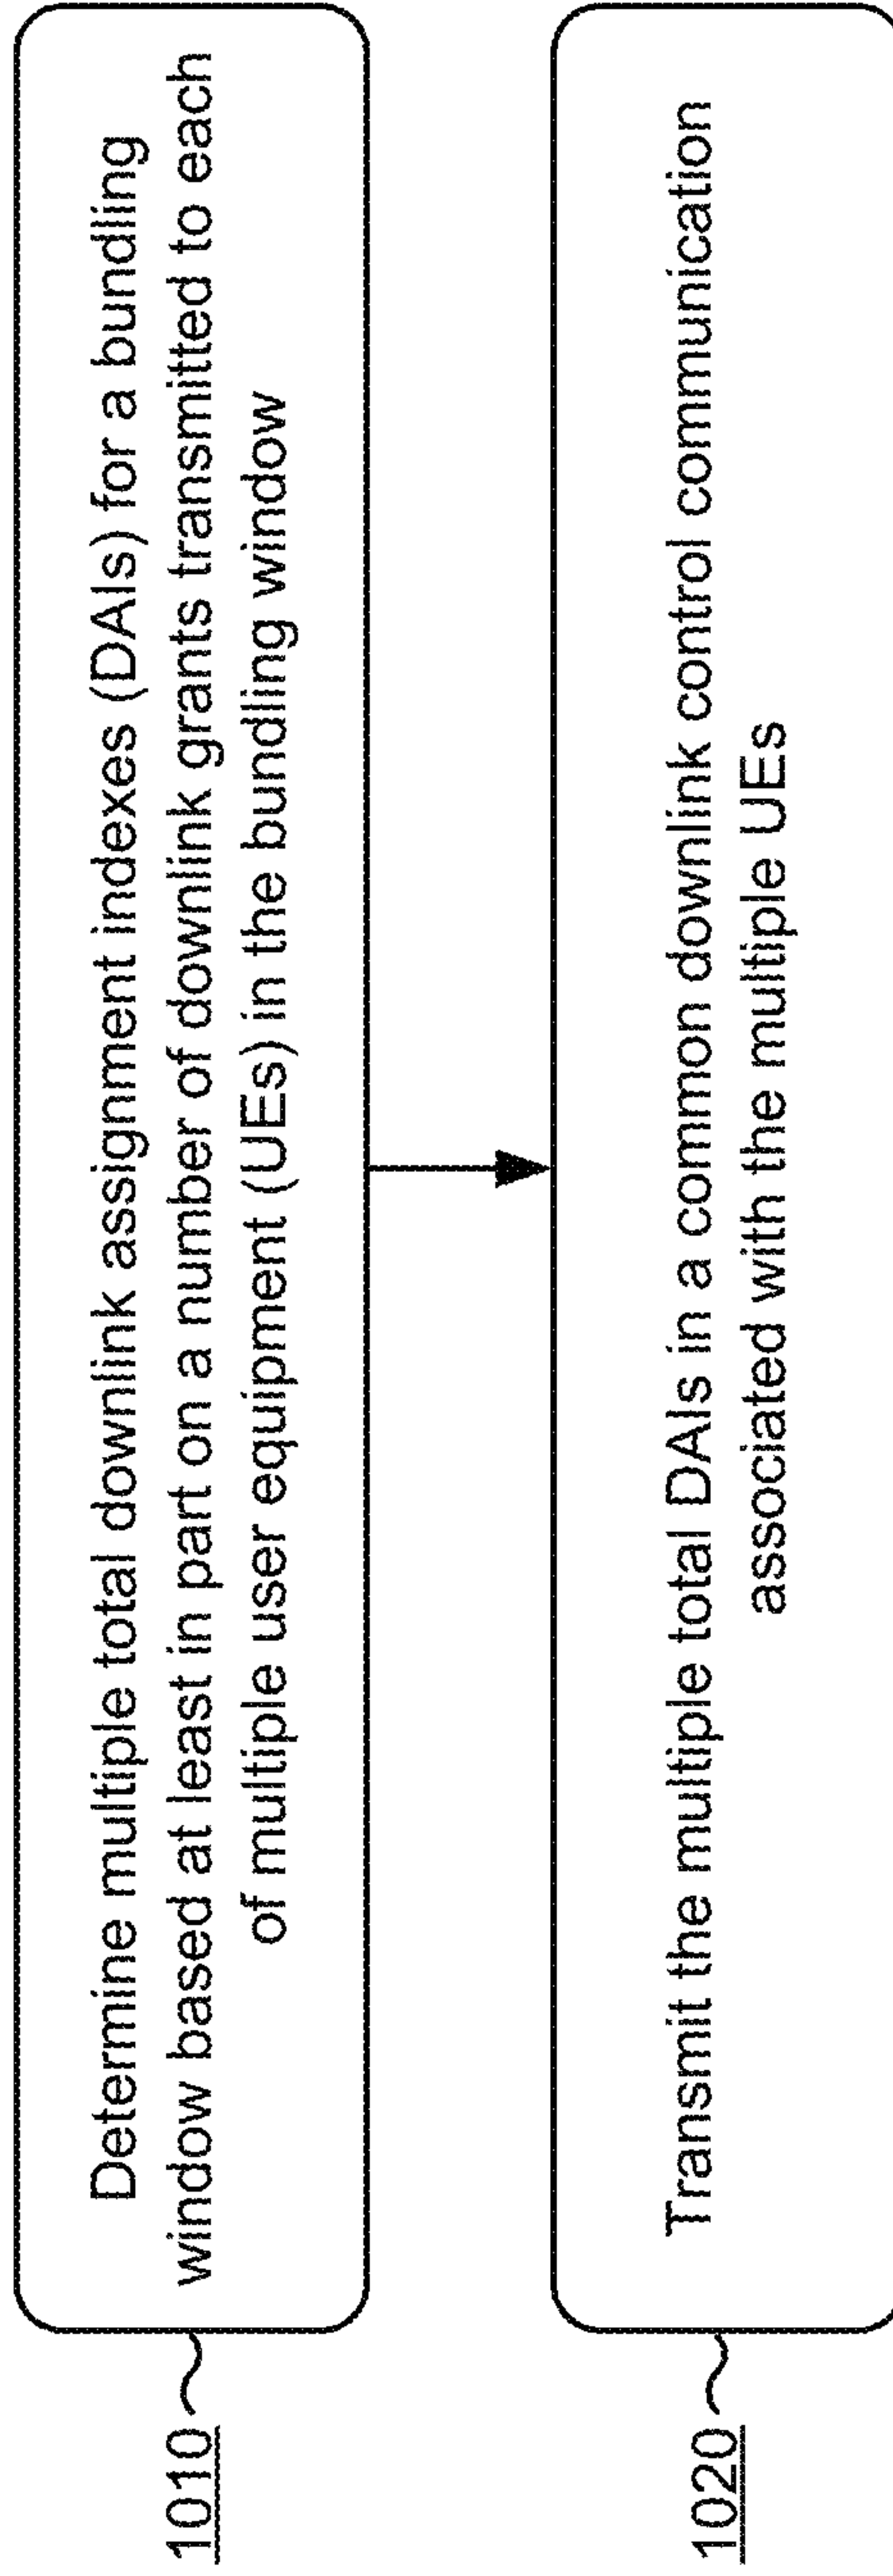 1010
Determine multiple total downlink assignment indexes (DAIs) for a bundling
window based at least in part on a number of downlink grants transmitted to each
of multiple user equipment (UEs) in the bundling window
1020
Transmit the multiple total DAIs in a common downlink control communication
associated with the multiple UEs